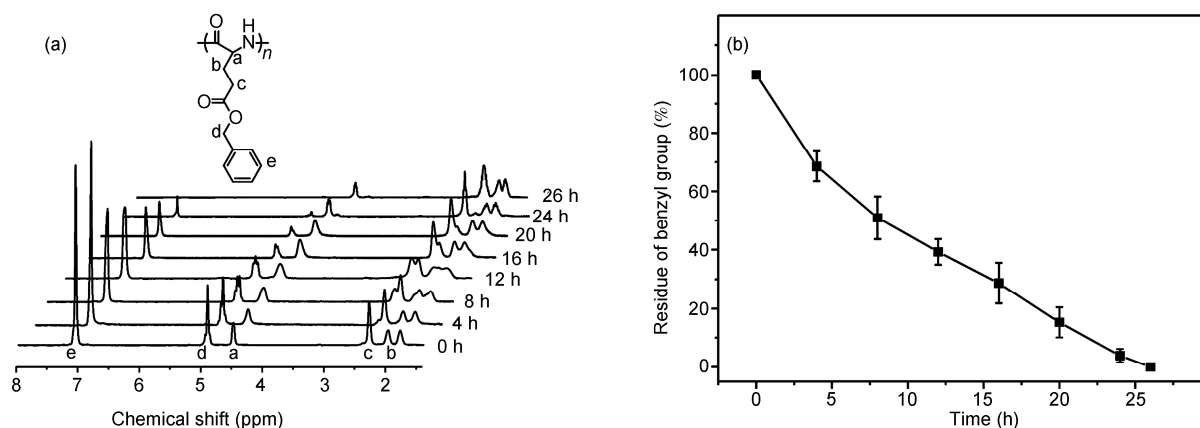 (a)
O
H
N
n
a
b
c
O
O
d
e
26 h
24 h
20 h
16 h
12 h
8 h
4 h
0 h
e d a c b
8 7 6 5 4 3 2
Chemical shift (ppm)
(b)
Residue of benzyl group (%)
100
80
60
40
20
0
0 5 10 15 20 25
Time (h)